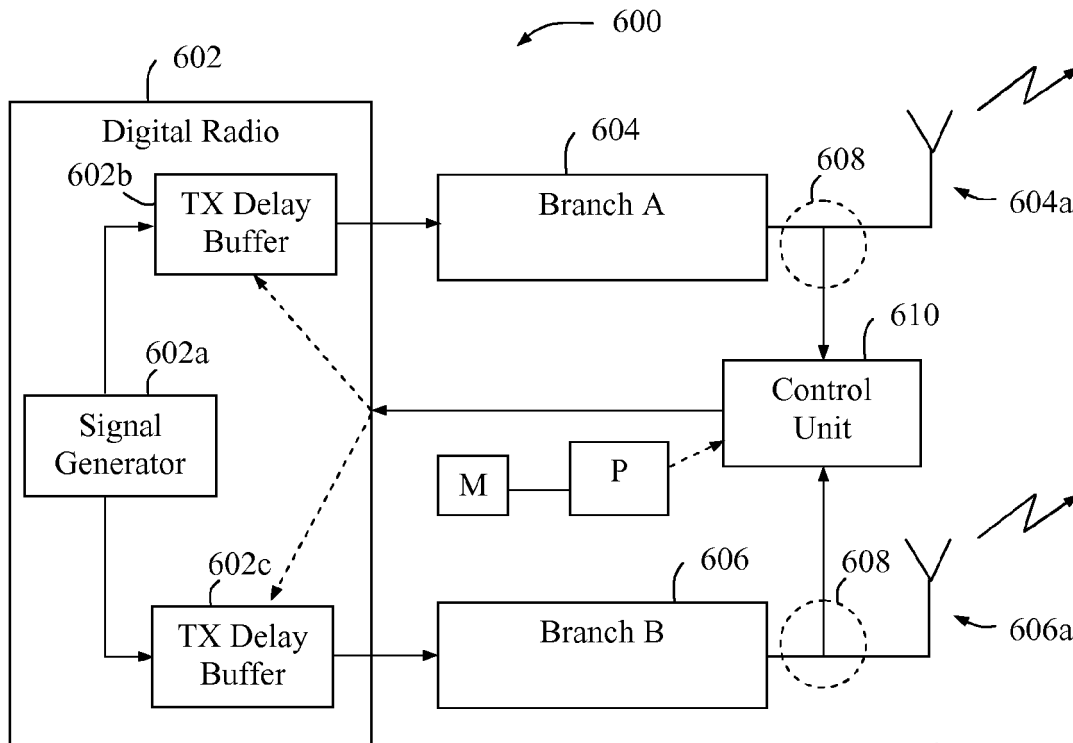 600
602
Digital Radio
602b
TX Delay
Buffer
604
Branch A
608
604a
610
Control
Unit
602a
Signal
Generator
M
P
602c
TX Delay
Buffer
606
Branch B
608
606a